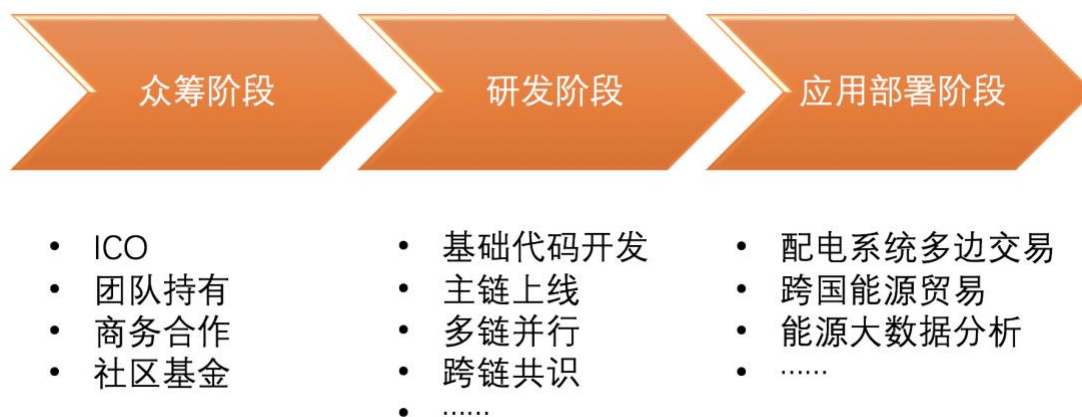 众筹阶段
研发阶段
应用部署阶段
• ICO
• 团队持有
• 商务合作
• 社区基金
• 基础代码开发
• 主链上线
• 多链并行
• 跨链共识
• ······
• 配电系统多边交易
• 跨国能源贸易
• 能源大数据分析
• ······